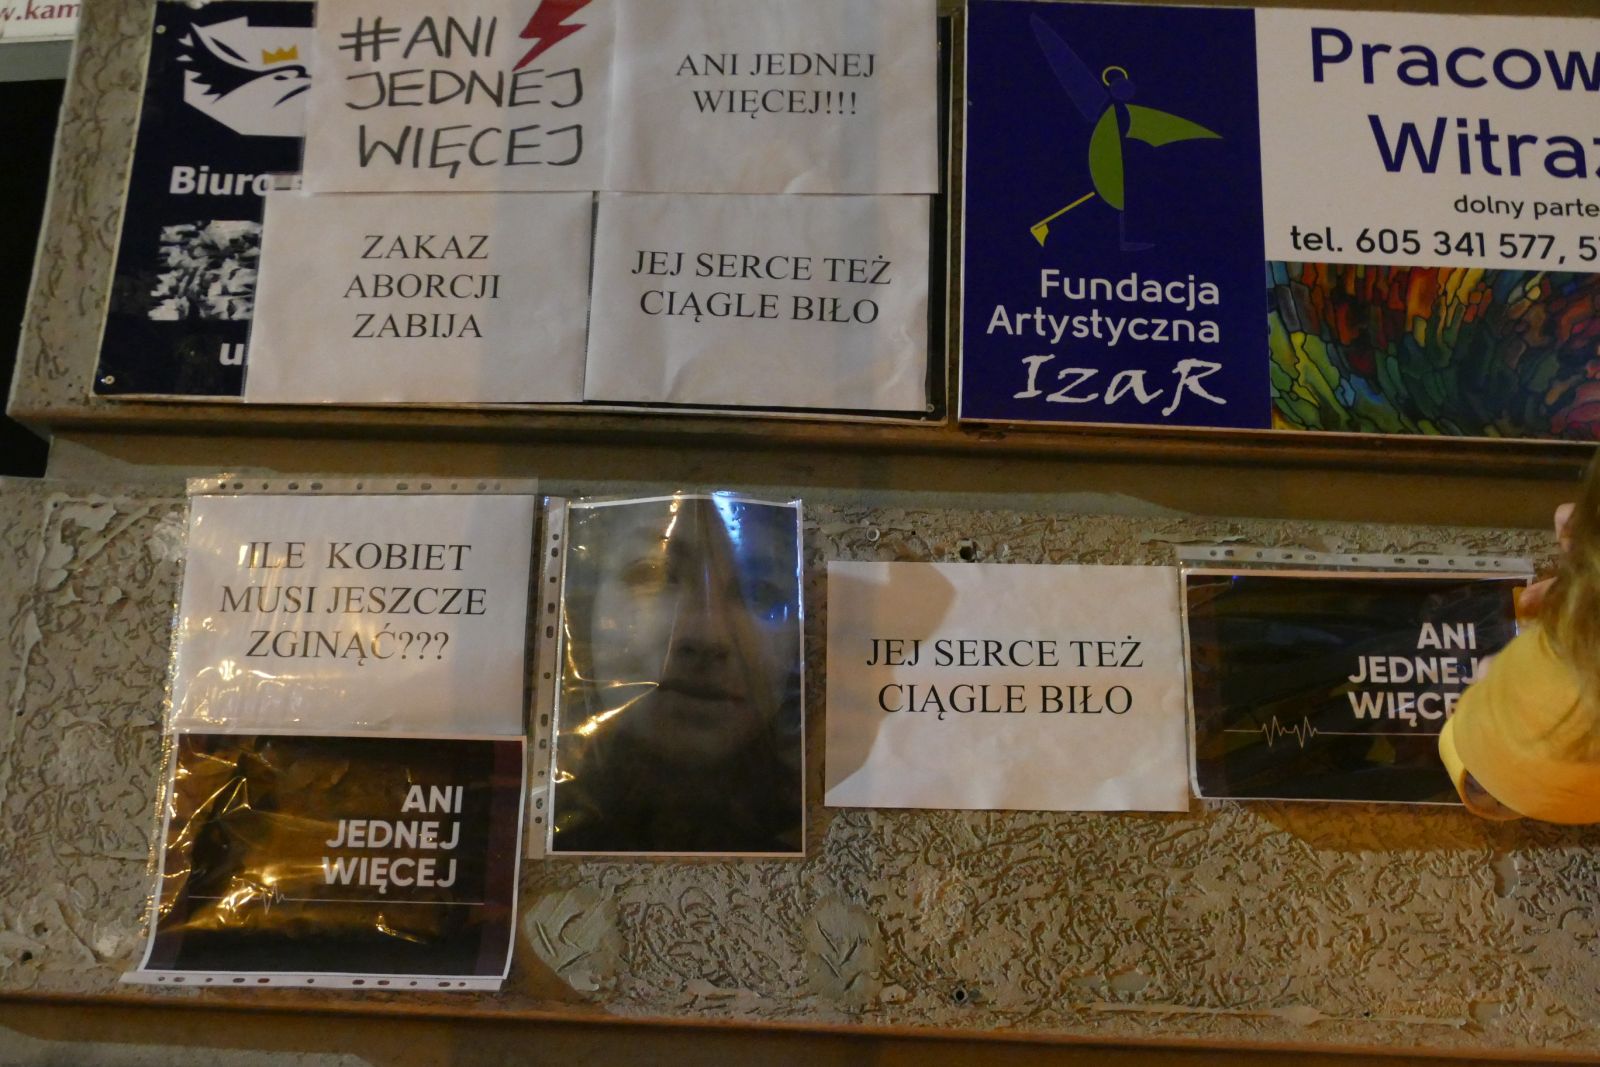 w.kam
#ANI
JEDNEJ
WIĘCEJ
ANI JEDNEJ
WIĘCEJ!!!
Biuro
ZAKAZ
ABORCJI
ZABIJA
JEJ SERCE TEŻ
CIĄGLE BIŁO
Fundacja
Artystyczna
IzaR
Pracow
Witraż
dolny parte
tel. 605 341 577, 5
ILE KOBIET
MUSI JESZCZE
ZGINĄĆ???
ANI
JEDNEJ
WIĘCEJ
JEJ SERCE TEŻ
CIĄGLE BIŁO
ANI
JEDNEJ
WIĘCE